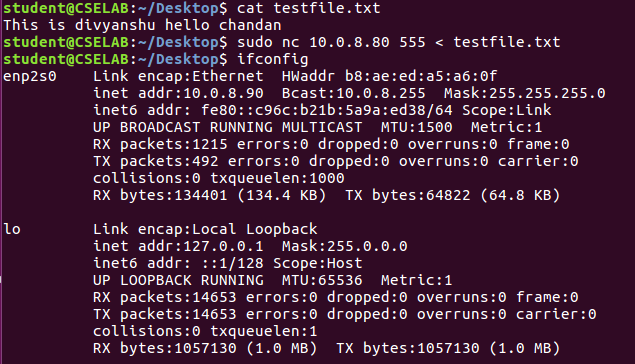 student@CSELAB:~/Desktop$ cat testfile.txt
This is divyanshu hello chandan
student@CSELAB:~/Desktop$ sudo nc 10.0.8.80 555 < testfile.txt
student@CSELAB:~/Desktop$ ifconfig
enp2s0    Link encap:Ethernet  HWaddr b8:ae:ed:a5:a6:0f
          inet addr:10.0.8.90  Bcast:10.0.8.255  Mask:255.255.255.0
          inet6 addr: fe80::c96c:b21b:5a9a:ed38/64 Scope:Link
          UP BROADCAST RUNNING MULTICAST  MTU:1500  Metric:1
          RX packets:1215 errors:0 dropped:0 overruns:0 frame:0
          TX packets:492 errors:0 dropped:0 overruns:0 carrier:0
          collisions:0 txqueuelen:1000
          RX bytes:134401 (134.4 KB)  TX bytes:64822 (64.8 KB)

lo        Link encap:Local Loopback
          inet addr:127.0.0.1  Mask:255.0.0.0
          inet6 addr: ::1/128 Scope:Host
          UP LOOPBACK RUNNING  MTU:65536  Metric:1
          RX packets:14653 errors:0 dropped:0 overruns:0 frame:0
          TX packets:14653 errors:0 dropped:0 overruns:0 carrier:0
          collisions:0 txqueuelen:1
          RX bytes:1057130 (1.0 MB)  TX bytes:1057130 (1.0 MB)